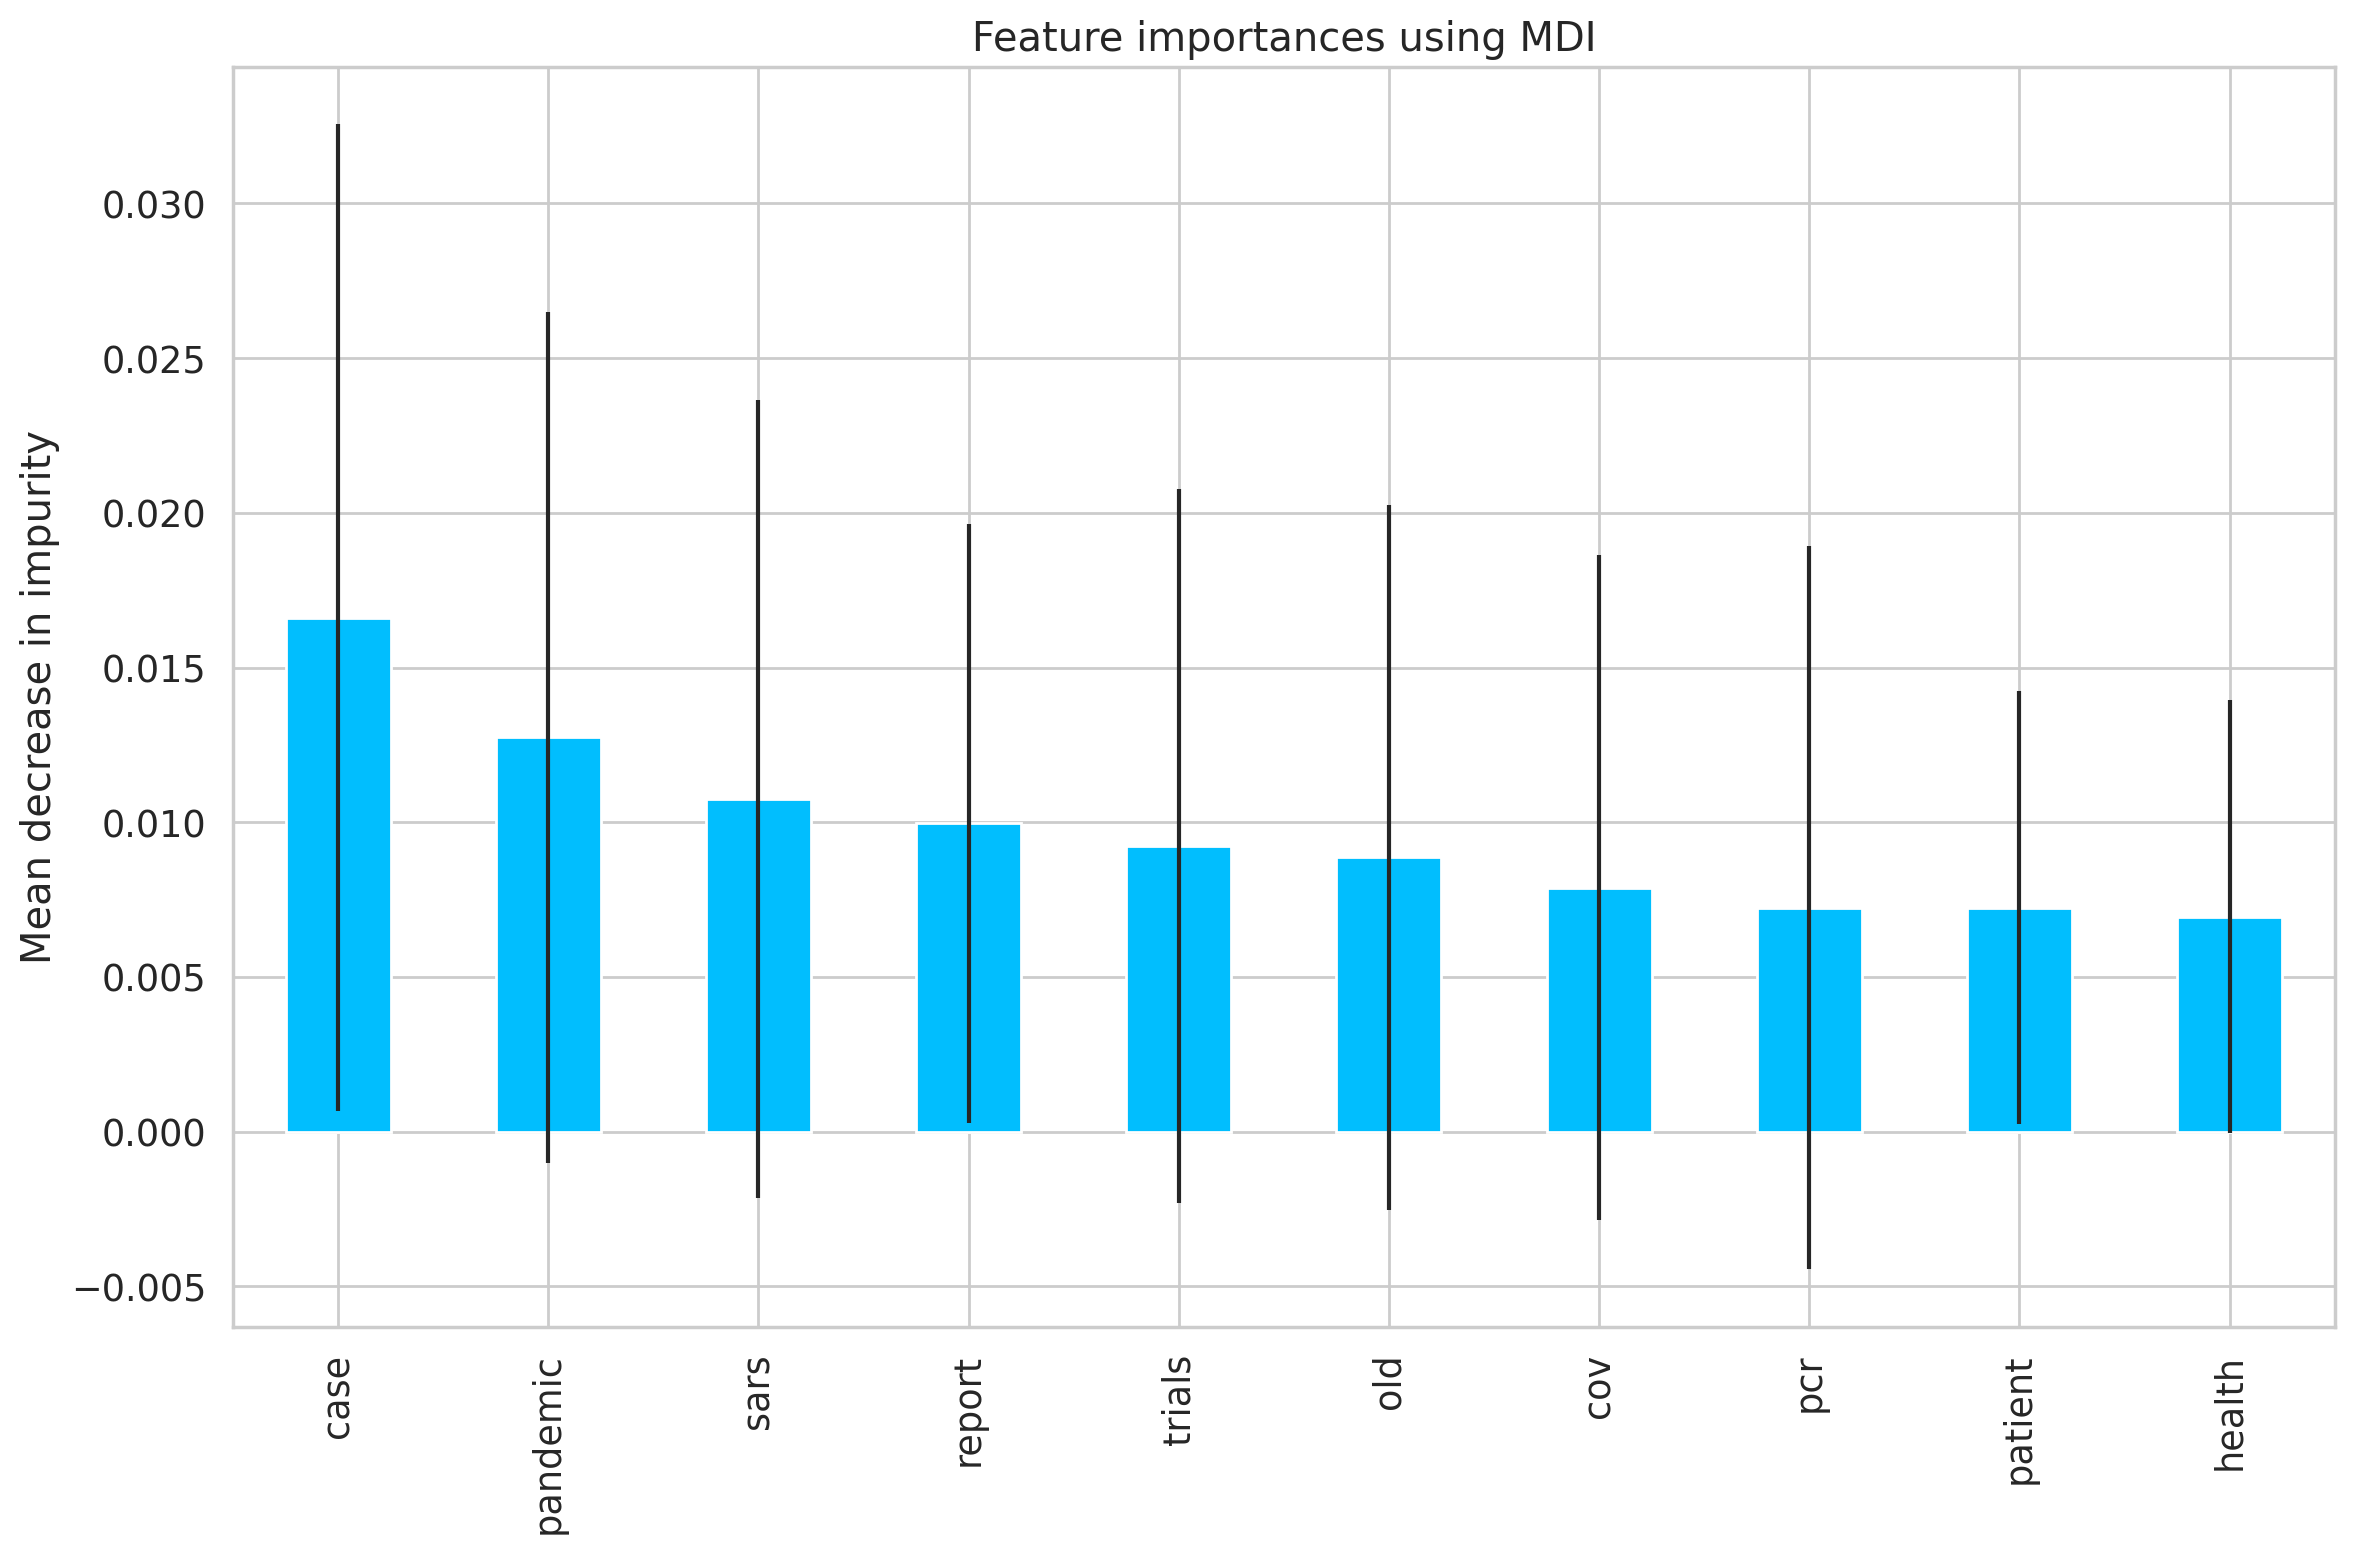 Feature importances using MDI
Mean decrease in impurity
0.030
0.025
0.020
0.015
0.010
0.005
0.000
−0.005
case
pandemic
sars
report
trials
old
cov
pcr
patient
health